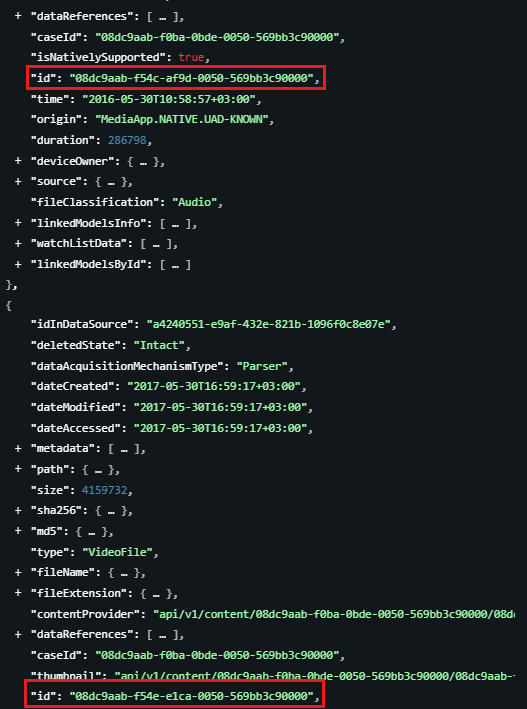 + "dataReferences": [ … ],
"caseId": "08dc9aab-f0ba-0bde-0050-569bb3c90000",
"isNativelySupported": true,
"id": "08dc9aab-f54c-af9d-0050-569bb3c90000",
"time": "2016-05-30T10:58:57+03:00",
"origin": "MediaApp.NATIVE.UAD-KNOWN",
"duration": 286798,
+ "deviceOwner": { … },
+ "source": { … },
"fileClassification": "Audio",
+ "linkedModelsInfo": [ … ],
+ "watchListData": [ … ],
+ "linkedModelsById": [ … ]
},
{
"idInDataSource": "a4240551-e9af-432e-821b-1096f0c8e07e",
"deletedState": "Intact",
"dataAcquisitionMechanismType": "Parser",
"dateCreated": "2017-05-30T16:59:17+03:00",
"dateModified": "2017-05-30T16:59:17+03:00",
"dateAccessed": "2017-05-30T16:59:17+03:00",
+ "metadata": [ … ],
+ "path": { … },
"size": 4159732,
+ "sha256": { … },
+ "md5": { … },
"type": "VideoFile",
+ "fileName": { … },
+ "fileExtension": { … },
"contentProvider": "api/v1/content/08dc9aab-f0ba-0bde-0050-569bb3c90000/08dc
+ "dataReferences": [ … ],
"caseId": "08dc9aab-f0ba-0bde-0050-569bb3c90000",
"thumbnail": "api/v1/content/08dc9aab-f0ba-0bde-0050-569bb3c90000/08dc9aab-f
"id": "08dc9aab-f54e-e1ca-0050-569bb3c90000",